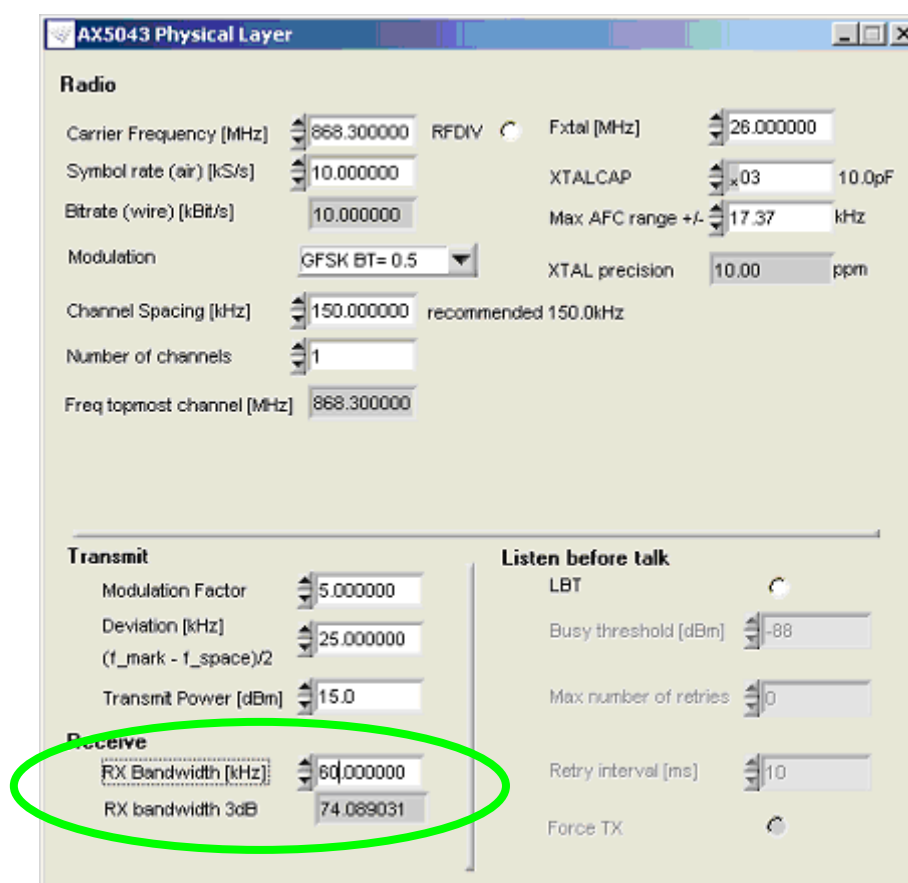 AX5043 Physical Layer
Radio
Carrier Frequency [MHz] 868.300000 RFDIV Fxtal [MHz] 26.000000
Symbol rate (air) [kS/s] 10.000000 XTALCAP x03 10.0pF
Bitrate (wire) [kBit/s] 10.000000 Max AFC range +/- 17.37 kHz
Modulation GFSK BT= 0.5 XTAL precision 10.00 ppm
Channel Spacing [kHz] 150.000000 recommended 150.0kHz
Number of channels 1
Freq topmost channel [MHz] 868.300000
Transmit
Modulation Factor 5.000000
Deviation [kHz] 25.000000
(f_mark - f_space)/2
Transmit Power [dBm] 15.0
Receive
RX Bandwidth [kHz] 60.000000
RX bandwidth 3dB 74.089031
Listen before talk
LBT
Busy threshold [dBm] -88
Max number of retries 0
Retry interval [ms] 10
Force TX